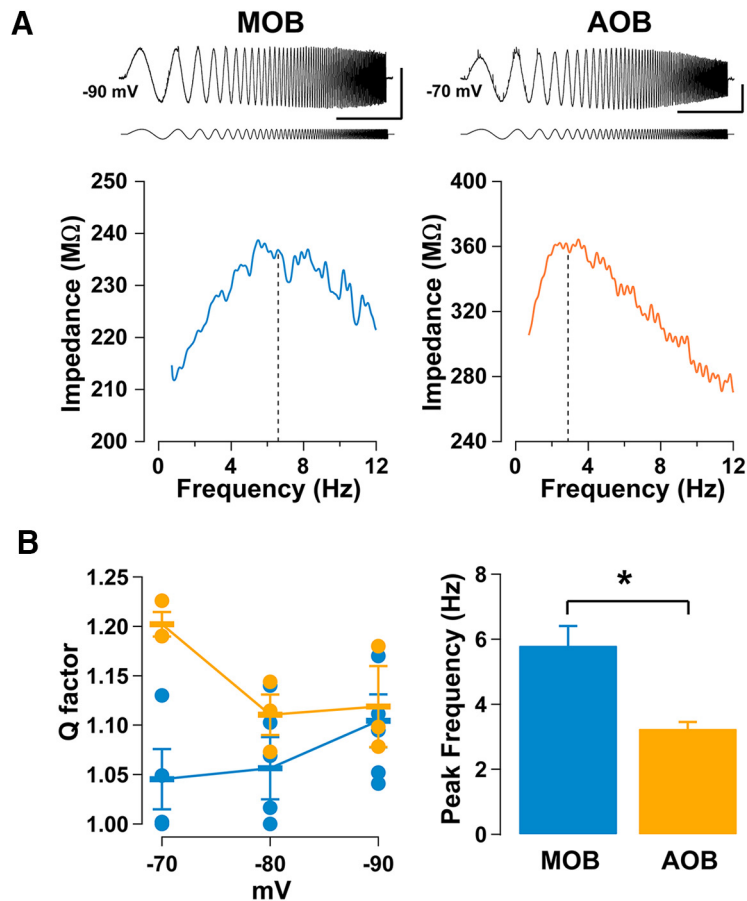 A
MOB
AOB
-90 mV
-70 mV
250
240
230
220
210
200
Impedance (MΩ)
0
4
8
12
Frequency (Hz)
400
360
320
280
240
Impedance (MΩ)
0
4
8
12
Frequency (Hz)
B
1.25
1.20
1.15
1.10
1.05
1.00
Q factor
-70
-80
-90
mV
8
6
4
2
0
Peak Frequency (Hz)
*
MOB
AOB